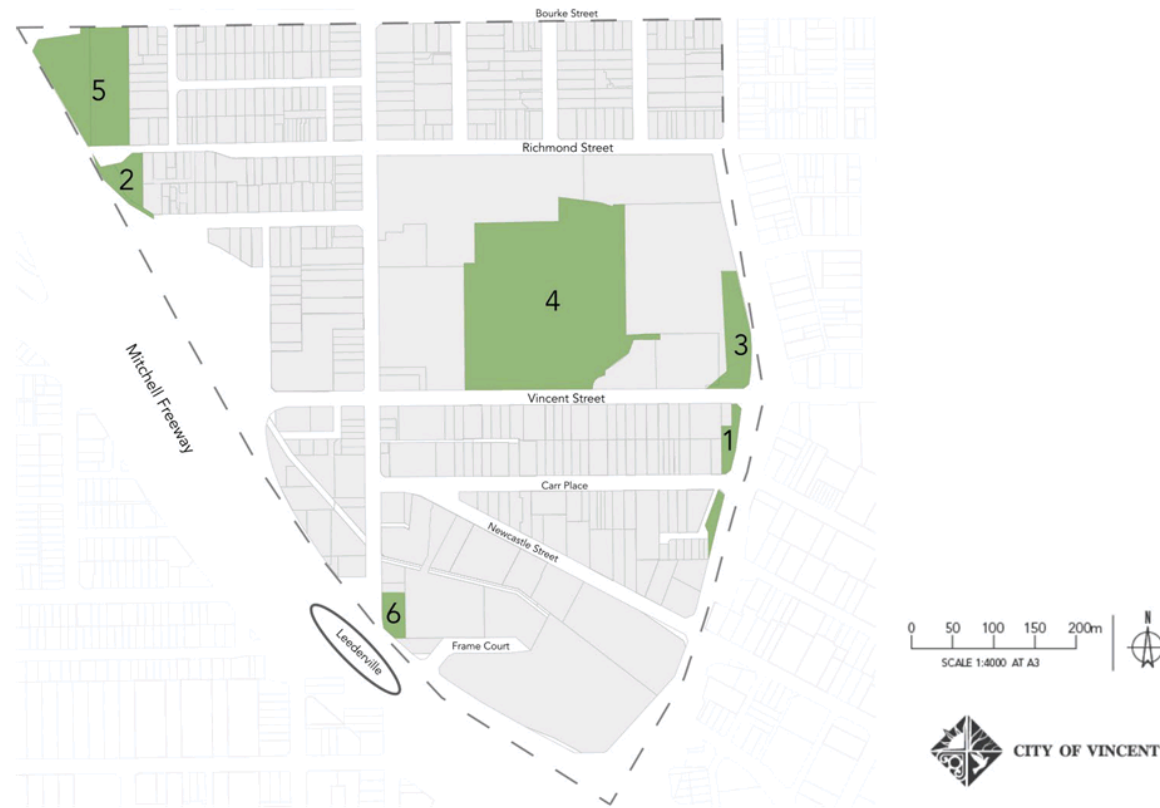 Bourke Street
5
Richmond Street
2
4
3
Mitchell Freeway
Vincent Street
1
Carr Place
Newcastle Street
6
Leederville
Frame Court
N
0 50 100 150 200m
SCALE 1:4000 AT A3
CITY OF VINCENT